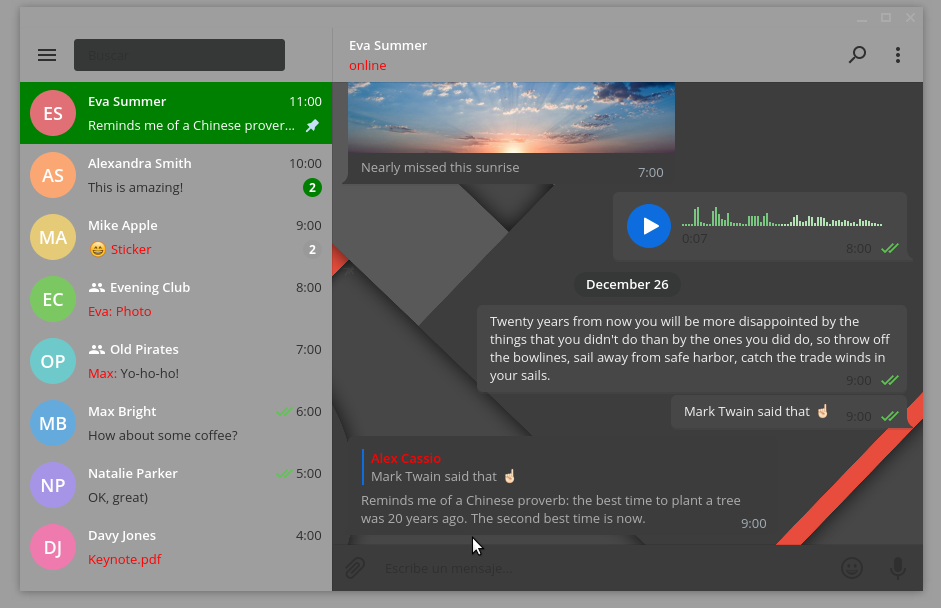 Buscar
Eva Summer
online
ES
Eva Summer
11:00
Reminds me of a Chinese prover...
AS
Alexandra Smith
10:00
This is amazing!
2
MA
Mike Apple
9:00
😄 Sticker
2
EC
Evening Club
8:00
Eva: Photo
OP
Old Pirates
7:00
Max: Yo-ho-ho!
MB
Max Bright
6:00
How about some coffee?
NP
Natalie Parker
5:00
OK, great)
DJ
Davy Jones
4:00
Keynote.pdf
Nearly missed this sunrise
7:00
0:07
8:00
December 26
Twenty years from now you will be more disappointed by the
things that you didn't do than by the ones you did do, so throw off
the bowlines, sail away from safe harbor, catch the trade winds in
your sails.
9:00
Mark Twain said that ☝🏻
9:00
Alex Cassio
Mark Twain said that ☝🏻
Reminds me of a Chinese proverb: the best time to plant a tree
was 20 years ago. The second best time is now.
9:00
Escribe un mensaje...